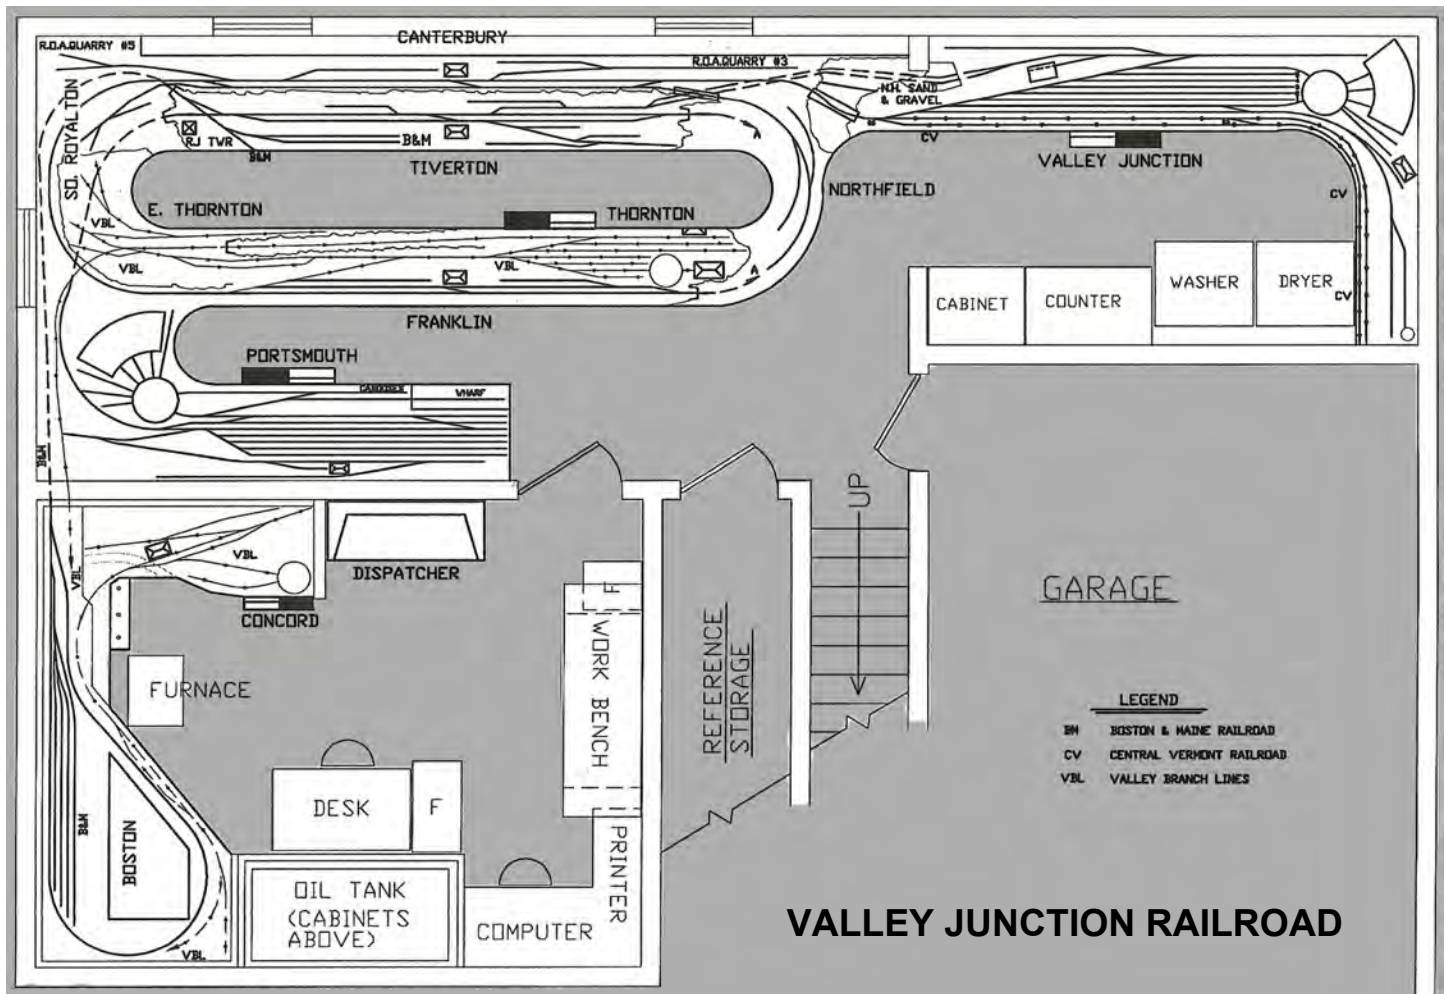 CANTERBURY
R.O.A.QUARRY #5
R.O.A.QUARRY #3
N.H. SAND
& GRAVEL
SO. ROYALTON
RJ TWR
B&M
B&M
A
TIVERTON
CV
VALLEY JUNCTION
NORTHFIELD
CV
E. THORNTON
THORNTON
VBL
VBL
VBL
A
FRANKLIN
CABINET
COUNTER
WASHER
DRYER
CV
PORTSMOUTH
CABOOSES
WHARF
B&M
UP
VBL
VBL
DISPATCHER
CONCORD
FURNACE
F
WORK BENCH
REFERENCE
STORAGE
GARAGE
LEGEND
BM BOSTON & MAINE RAILROAD
CV CENTRAL VERMONT RAILROAD
VBL VALLEY BRANCH LINES
B&M
BOSTON
DESK
F
PRINTER
OIL TANK
(CABINETS
ABOVE)
COMPUTER
VBL
VALLEY JUNCTION RAILROAD